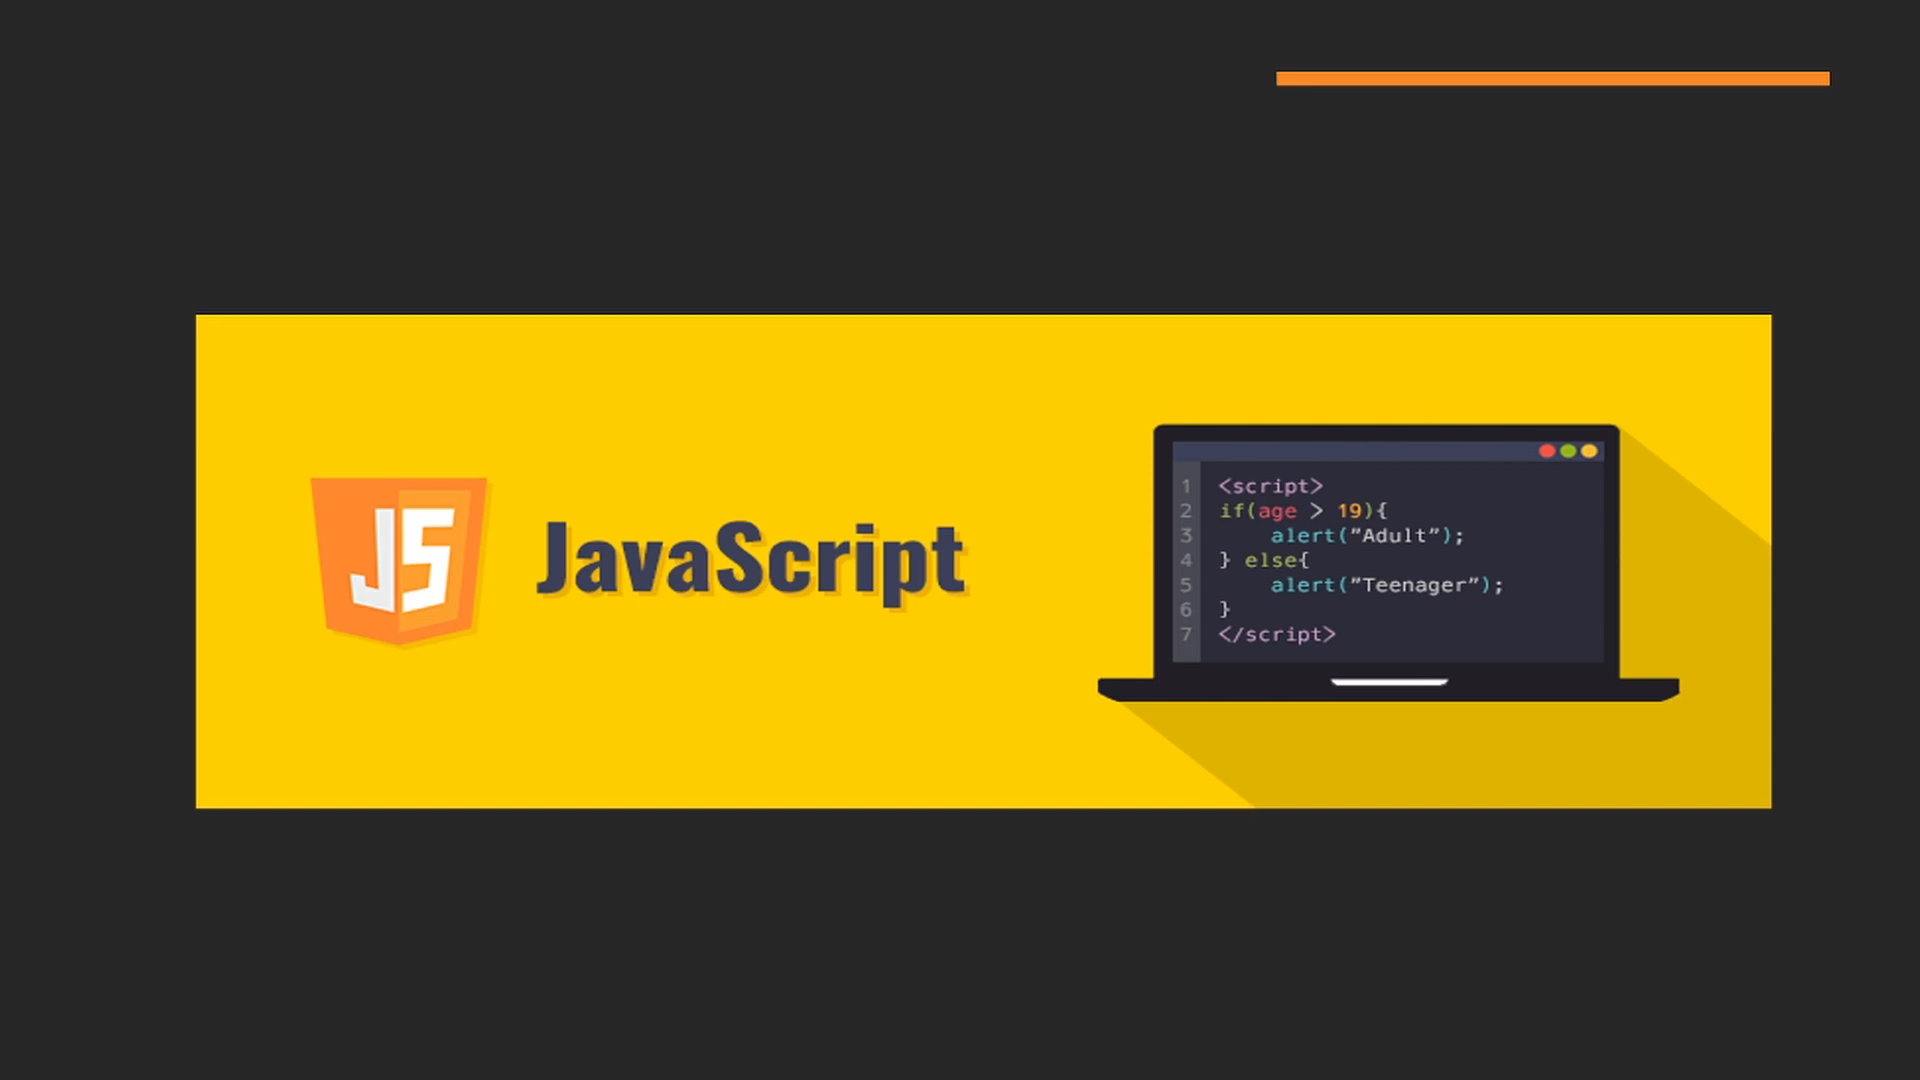 JS
JavaScript
1 <script>
2 if(age > 19){
3     alert(”Adult”);
4 } else{
5     alert(”Teenager”);
6 }
7 </script>